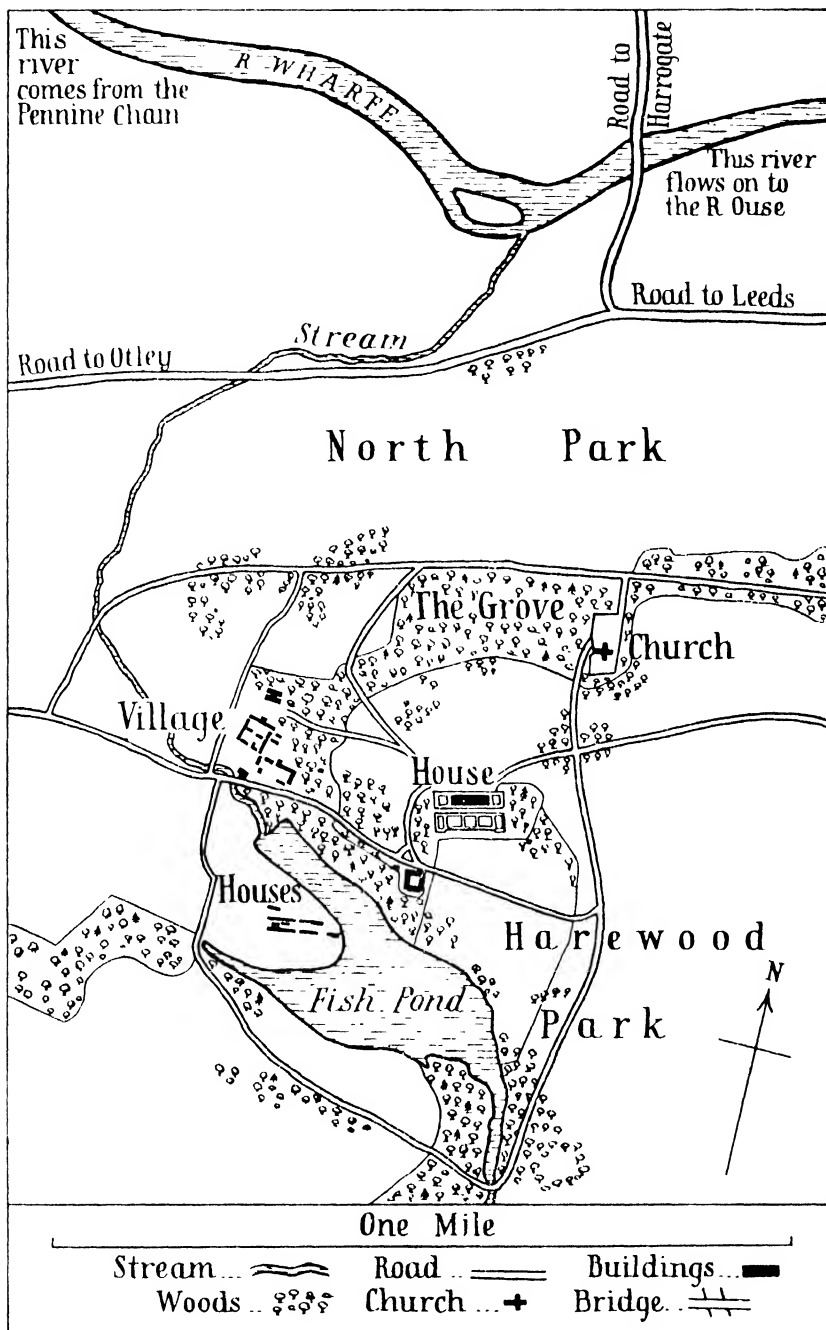 This
river
comes from the
Pennine Chain
R WHARFE
Road to
Harrogate
This river
flows on to
the R Ouse
Road to Leeds
Stream
Road to Otley
North Park
The Grove
Church
Village
House
Houses
Harewood
Fish Pond
Park
N
One Mile
Stream... Road.. Buildings...
Woods.. Church... Bridge..